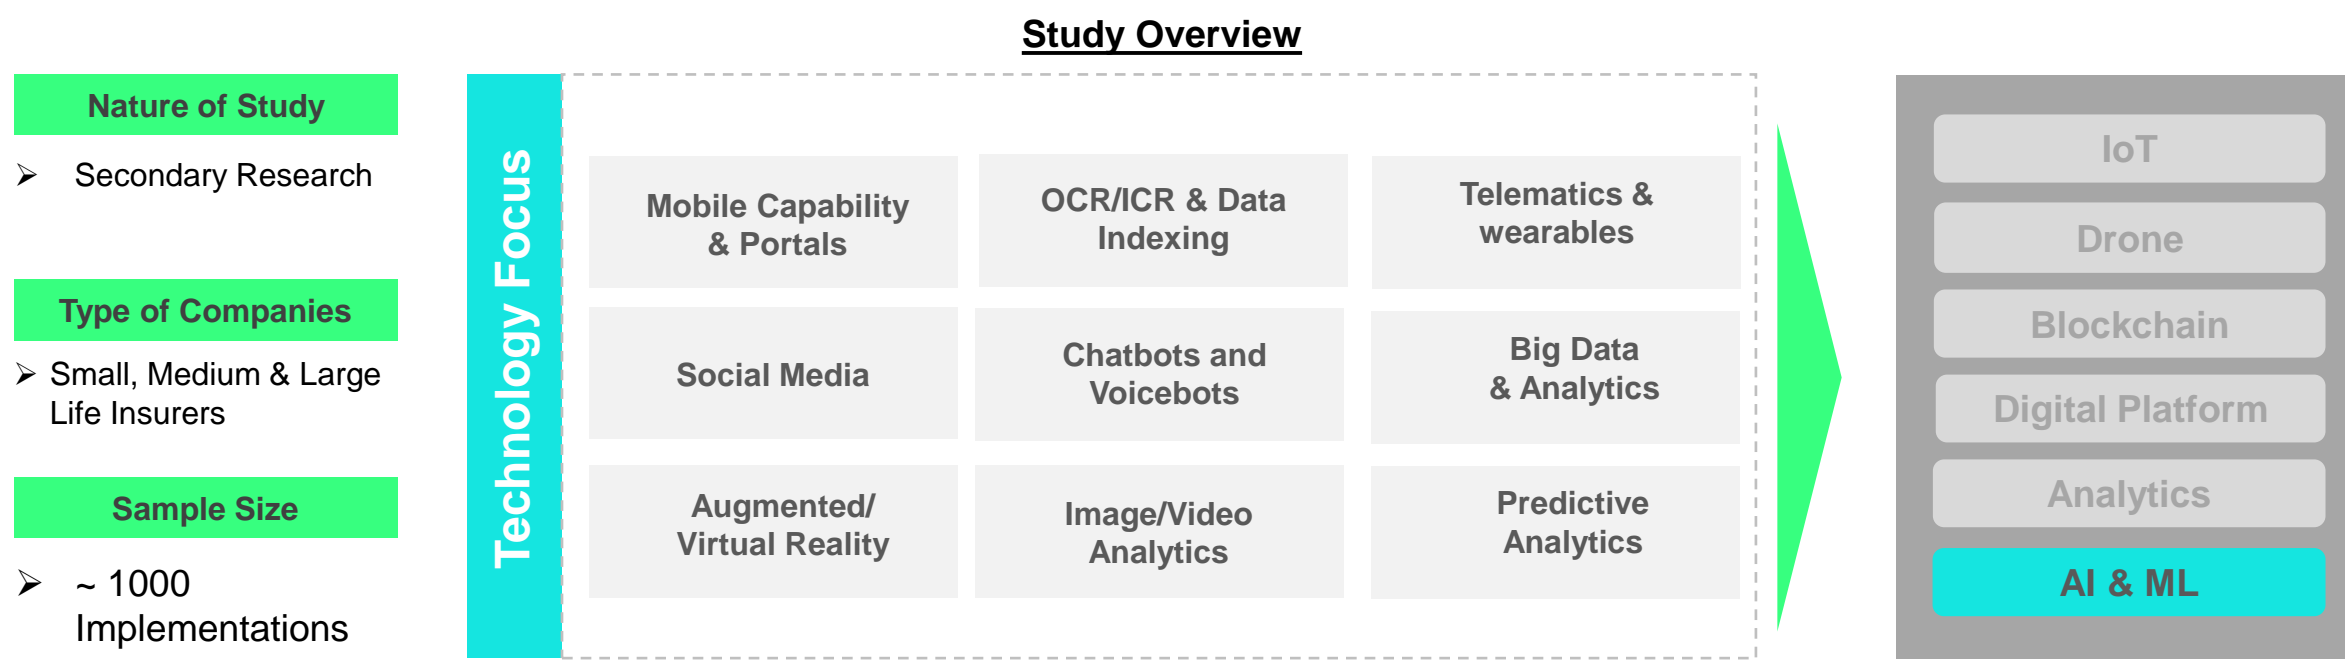 Study Overview
Nature of Study
➢ Secondary Research
Type of Companies
➢ Small, Medium & Large
Life Insurers
Sample Size
➢ ~ 1000
Implementations
Technology Focus
Mobile Capability
& Portals
OCR/ICR & Data
Indexing
Telematics &
wearables
Social Media
Chatbots and
Voicebots
Big Data
& Analytics
Augmented/
Virtual Reality
Image/Video
Analytics
Predictive
Analytics
IoT
Drone
Blockchain
Digital Platform
Analytics
AI & ML